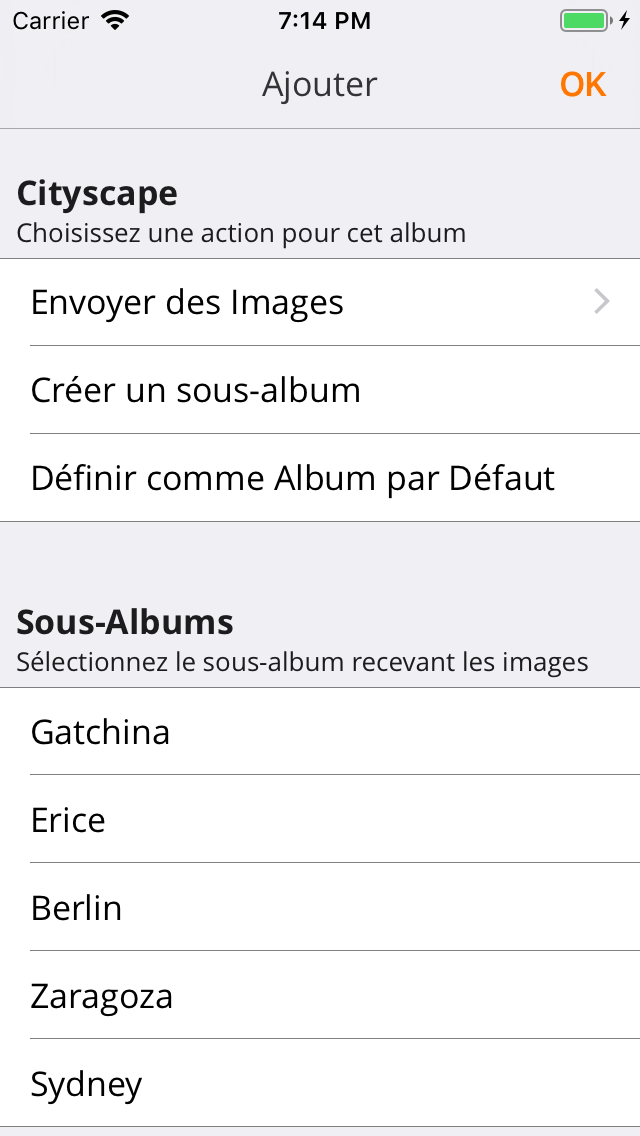 Carrier 7:14 PM
Ajouter OK
Cityscape
Choisissez une action pour cet album
Envoyer des Images
Créer un sous-album
Définir comme Album par Défaut
Sous-Albums
Sélectionnez le sous-album recevant les images
Gatchina
Erice
Berlin
Zaragoza
Sydney